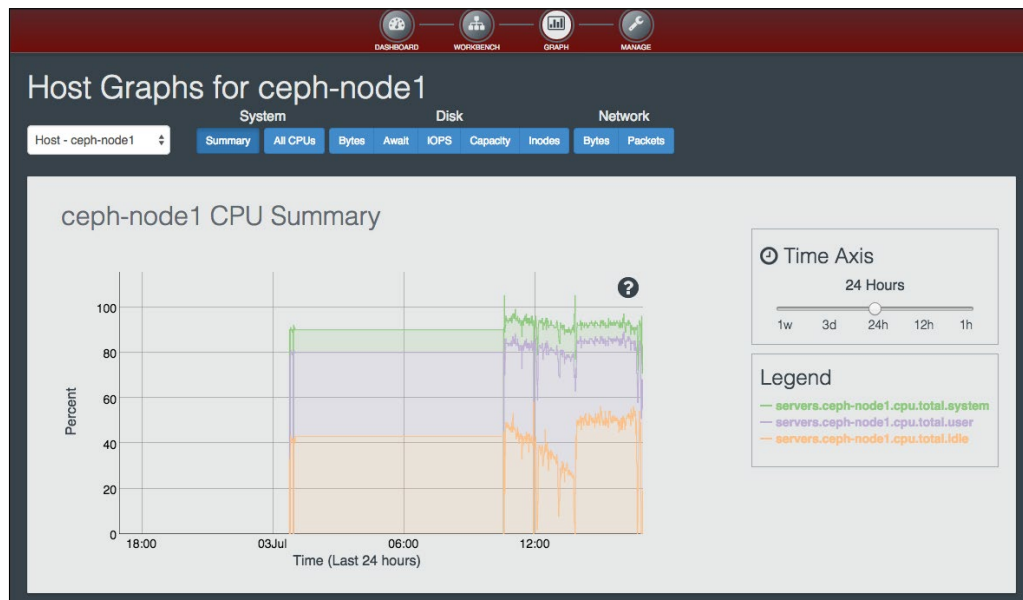 DASHBOARD WORKBENCH GRAPH MANAGE
Host Graphs for ceph-node1
System Disk Network
Host - ceph-node1 Summary All CPUs Bytes Await IOPS Capacity Inodes Bytes Packets
ceph-node1 CPU Summary
?
Time Axis
24 Hours
1w 3d 24h 12h 1h
Legend
servers.ceph-node1.cpu.total.system
servers.ceph-node1.cpu.total.user
servers.ceph-node1.cpu.total.idle
Percent
100
80
60
40
20
0
18:00 03Jul 06:00 12:00
Time (Last 24 hours)